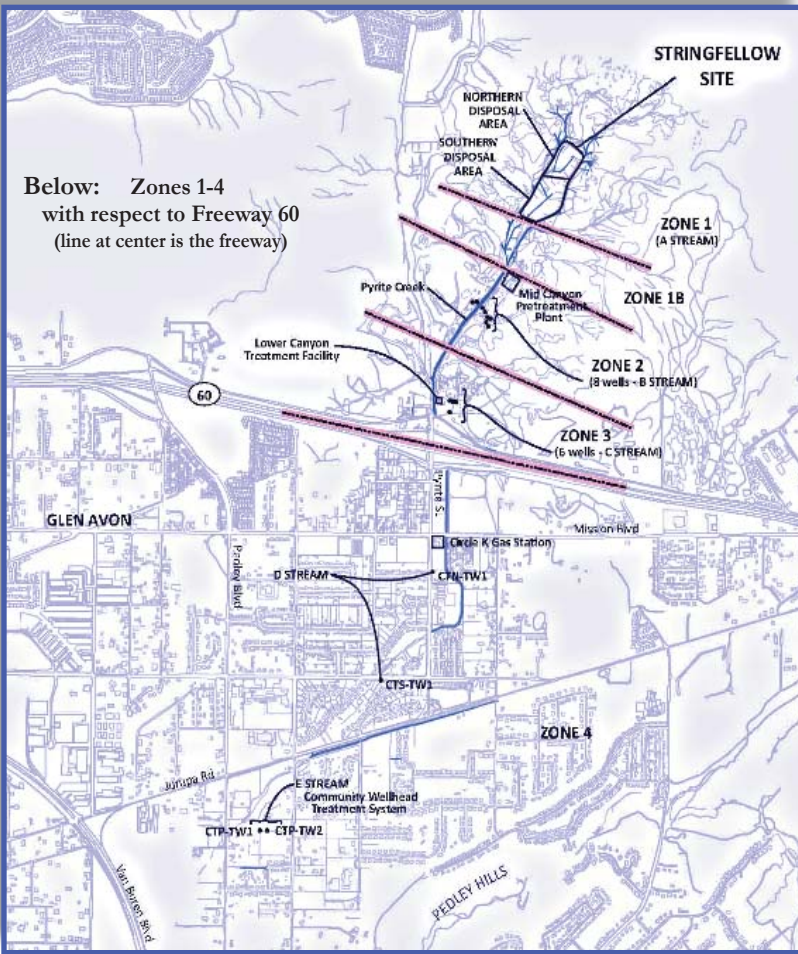 STRINGFELLOW
SITE
NORTHERN
DISPOSAL
AREA
SOUTHERN
DISPOSAL
AREA
Below: Zones 1-4
with respect to Freeway 60
(line at center is the freeway)
ZONE 1
(A STREAM)
Pyrite Creek
Mid Canyon
Pretreatment
Plant
ZONE 1B
Lower Canyon
Treatment Facility
ZONE 2
(8 wells - B STREAM)
60
ZONE 3
(6 wells - C STREAM)
Pyrite St.
GLEN AVON
Mission Blvd
Circle K Gas Station
Pedley Blvd
D STREAM
CTN-TW1
CTS-TW1
ZONE 4
Jurupa Rd
E STREAM
Community Wellhead
Treatment System
CTP-TW1
CTP-TW2
Van Buren Blvd
PEDLEY HILLS